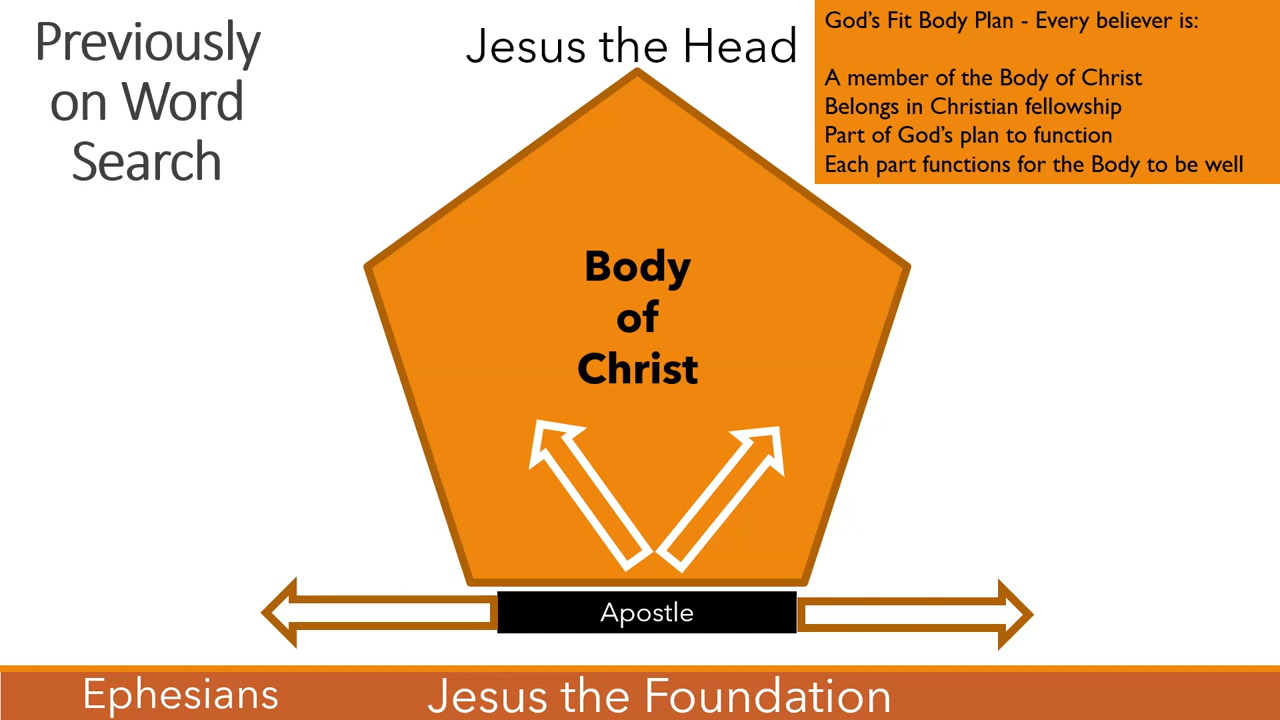 Previously
on Word
Search
Jesus the Head
God's Fit Body Plan - Every believer is:
A member of the Body of Christ
Belongs in Christian fellowship
Part of God's plan to function
Each part functions for the Body to be well
Body
of
Christ
Apostle
Ephesians
Jesus the Foundation